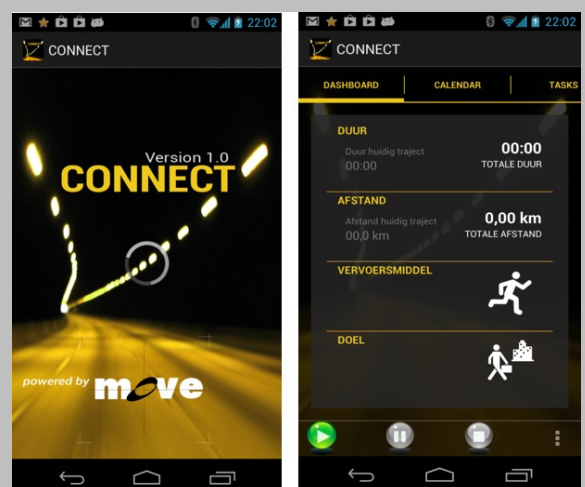 22:02
CONNECT
Version 1.0
CONNECT
powered by move
22:02
CONNECT
DASHBOARD CALENDAR TASKS
DUUR
Duur huidig traject 00:00
00:00 TOTALE DUUR
AFSTAND
Afstand huidig traject 0,00 km
00,0 km TOTALE AFSTAND
VERVOERSMIDDEL
DOEL